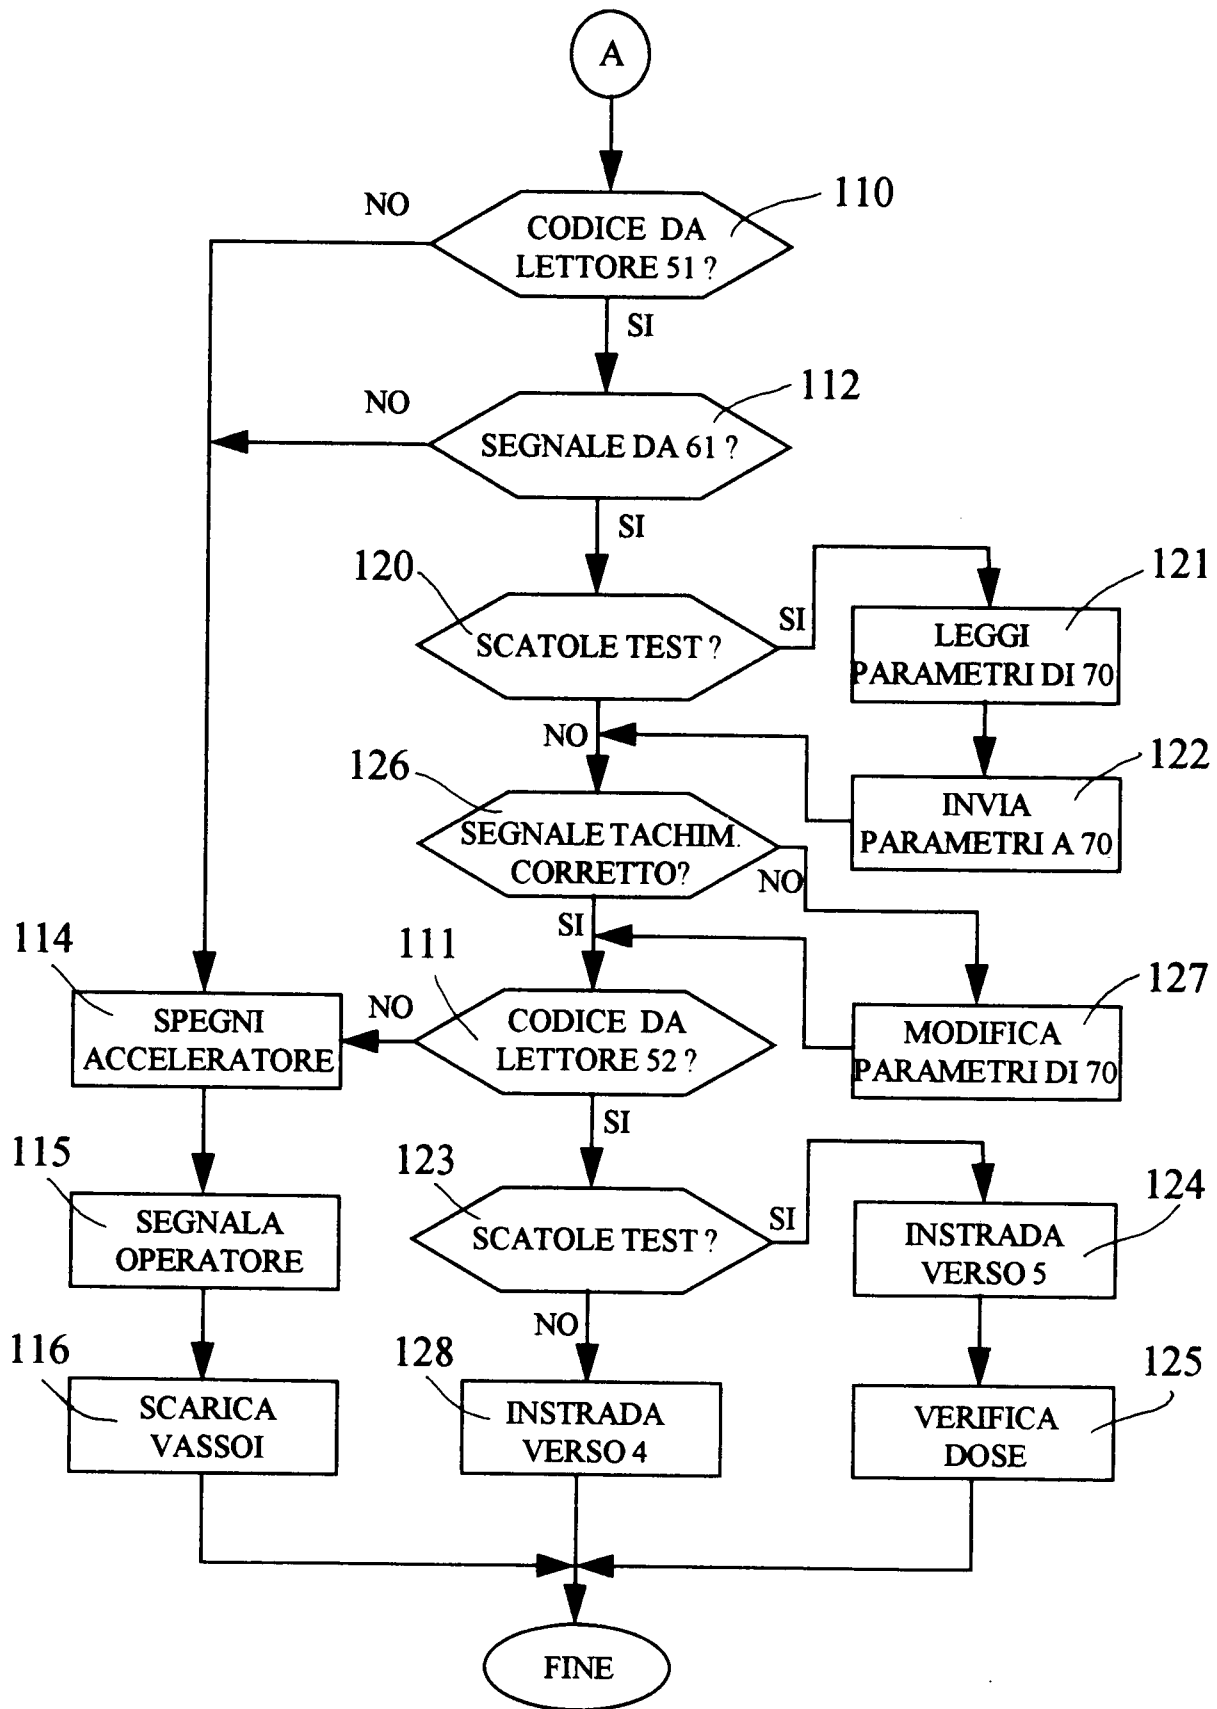 A
NO
110
CODICE DA
LETTORE 51 ?
SI
NO
112
SEGNALE DA 61 ?
SI
120
SCATOLE TEST ?
SI
121
LEGGI
PARAMETRI DI 70
NO
126
122
INVIA
PARAMETRI A 70
SEGNALE TACHIM.
CORRETTO?
NO
SI
114
111
127
SPEGNI
ACCELERATORE
NO
CODICE DA
LETTORE 52 ?
MODIFICA
PARAMETRI DI 70
SI
115
123
124
SEGNALA
OPERATORE
SCATOLE TEST ?
SI
INSTRADA
VERSO 5
NO
116
128
125
SCARICA
VASSOI
INSTRADA
VERSO 4
VERIFICA
DOSE
FINE